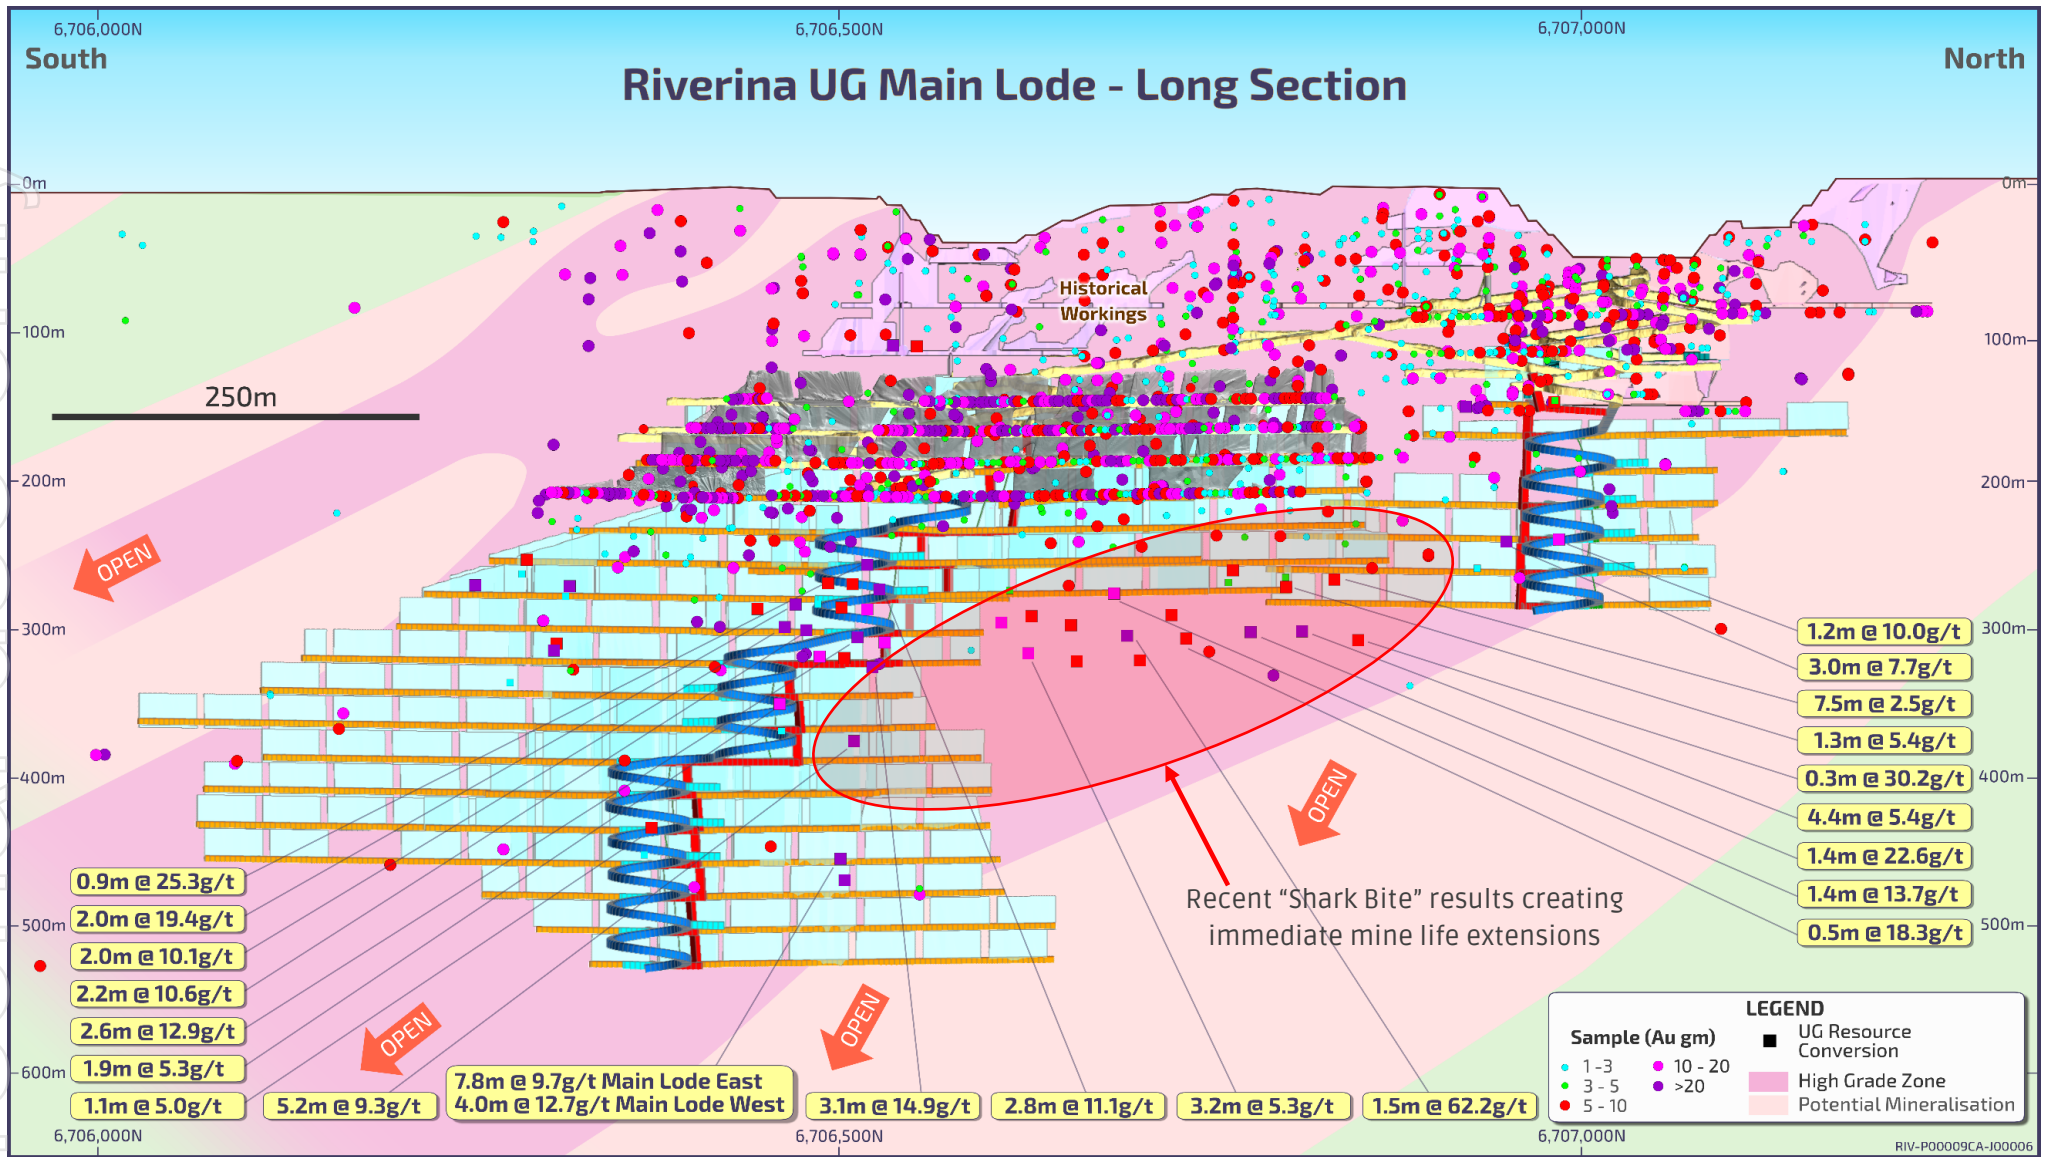 6,706,000N
6,706,500N
6,707,000N
South
North
Riverina UG Main Lode - Long Section
0m
0m
Historical
Workings
100m
100m
250m
200m
200m
OPEN
300m
300m
1.2m @ 10.0g/t
3.0m @ 7.7g/t
7.5m @ 2.5g/t
1.3m @ 5.4g/t
400m
400m
0.3m @ 30.2g/t
OPEN
4.4m @ 5.4g/t
1.4m @ 22.6g/t
1.4m @ 13.7g/t
0.5m @ 18.3g/t
Recent “Shark Bite” results creating
immediate mine life extensions
0.9m @ 25.3g/t
2.0m @ 19.4g/t
500m
500m
2.0m @ 10.1g/t
2.2m @ 10.6g/t
2.6m @ 12.9g/t
1.9m @ 5.3g/t
600m
1.1m @ 5.0g/t
OPEN
OPEN
5.2m @ 9.3g/t
7.8m @ 9.7g/t Main Lode East
4.0m @ 12.7g/t Main Lode West
3.1m @ 14.9g/t
2.8m @ 11.1g/t
3.2m @ 5.3g/t
1.5m @ 62.2g/t
LEGEND
Sample (Au gm)
1 -3
3 - 5
5 - 10
10 - 20
>20
UG Resource
Conversion
High Grade Zone
Potential Mineralisation
6,706,000N
6,706,500N
6,707,000N
RIV-P00009CA-J00006